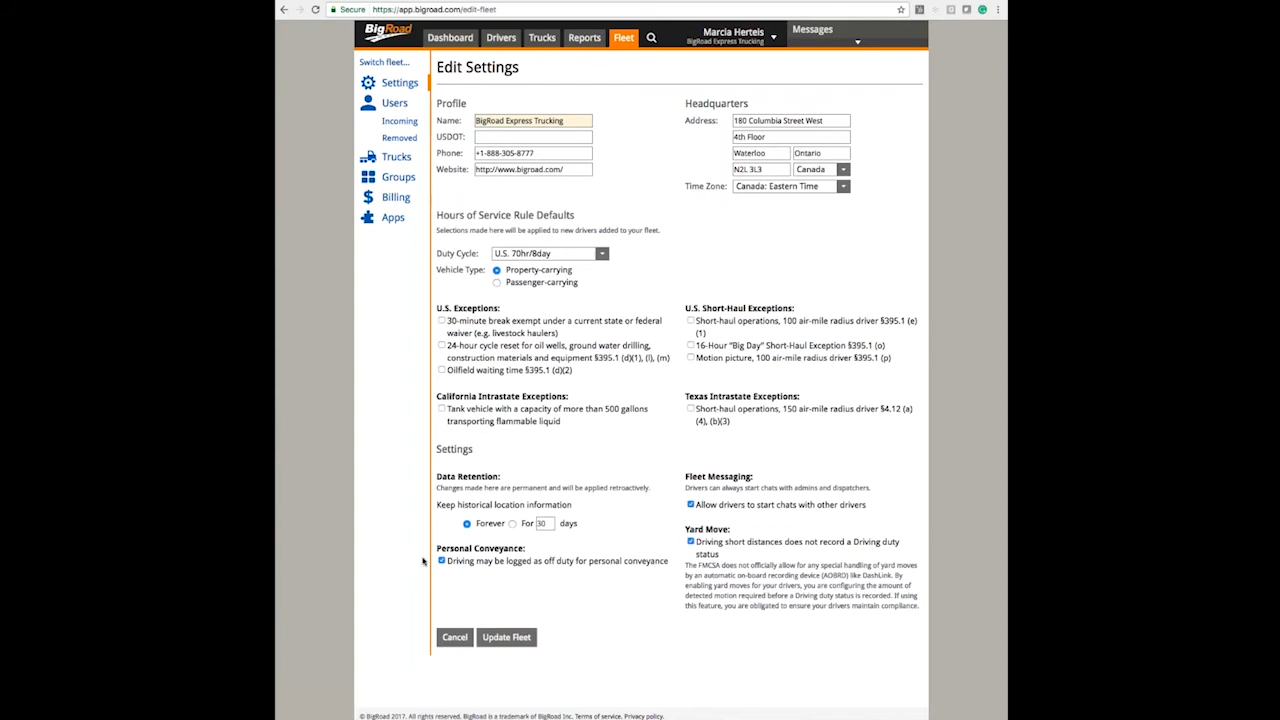 Secure https://app.bigroad.com/edit-fleet
BigRoad
Dashboard Drivers Trucks Reports Fleet
Marcia Hertels
BigRoad Express Trucking
Messages
Switch fleet...
Settings
Users
Incoming
Removed
Trucks
Groups
Billing
Apps
Edit Settings
Profile
Name: BigRoad Express Trucking
USDOT:
Phone: +1-888-305-8777
Website: http://www.bigroad.com/
Headquarters
Address: 180 Columbia Street West
4th Floor
Waterloo Ontario
N2L 3L3 Canada
Time Zone: Canada: Eastern Time
Hours of Service Rule Defaults
Selections made here will be applied to new drivers added to your fleet.
Duty Cycle: U.S. 70hr/8day
Vehicle Type: Property-carrying
Passenger-carrying
U.S. Exceptions:
30-minute break exempt under a current state or federal
waiver (e.g. livestock haulers)
24-hour cycle reset for oil wells, ground water drilling,
construction materials and equipment §395.1 (d)(1), (l), (m)
Oilfield waiting time §395.1 (d)(2)
U.S. Short-Haul Exceptions:
Short-haul operations, 100 air-mile radius driver §395.1 (e)
(1)
16-Hour "Big Day" Short-Haul Exception §395.1 (o)
Motion picture, 100 air-mile radius driver §395.1 (p)
California Intrastate Exceptions:
Tank vehicle with a capacity of more than 500 gallons
transporting flammable liquid
Texas Intrastate Exceptions:
Short-haul operations, 150 air-mile radius driver §4.12 (a)
(4), (b)(3)
Settings
Data Retention:
Changes made here are permanent and will be applied retroactively.
Keep historical location information
Forever For 30 days
Personal Conveyance:
Driving may be logged as off duty for personal conveyance
Fleet Messaging:
Drivers can always start chats with admins and dispatchers.
Allow drivers to start chats with other drivers
Yard Move:
Driving short distances does not record a Driving duty
status
The FMCSA does not officially allow for any special handling of yard moves
by an automatic on-board recording device (AOBRD) like DashLink. By
enabling yard moves for your drivers, you are configuring the amount of
detected motion required before a Driving duty status is recorded. If using
this feature, you are obligated to ensure your drivers maintain compliance.
Cancel Update Fleet
© BigRoad 2017. All rights reserved. BigRoad is a trademark of BigRoad Inc. Terms of service. Privacy policy.